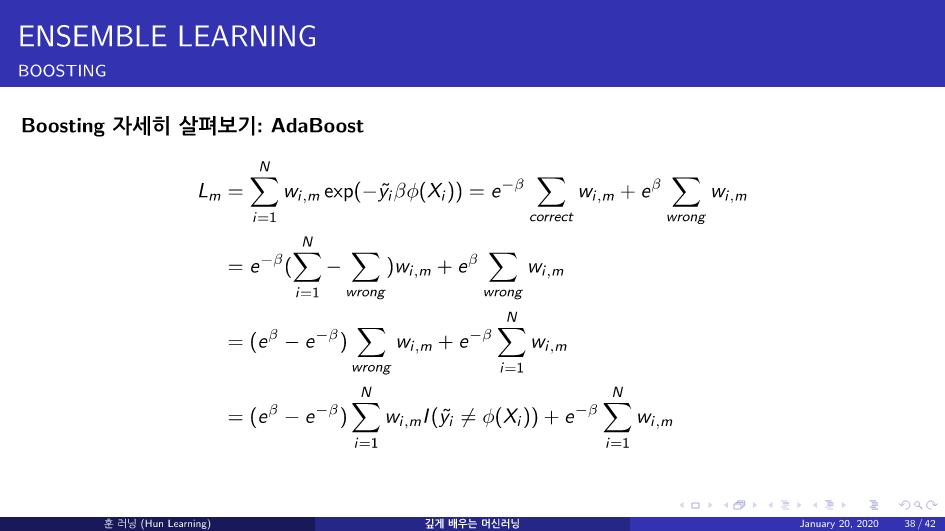 ENSEMBLE LEARNING
BOOSTING
Boosting 자세히 살펴보기: AdaBoost
$L_m = \sum_{i=1}^{N} w_{i,m} \exp(-\tilde{y}_i \beta \phi(X_i)) = e^{-\beta} \sum_{correct} w_{i,m} + e^{\beta} \sum_{wrong} w_{i,m}$
$= e^{-\beta} (\sum_{i=1}^{N} - \sum_{wrong}) w_{i,m} + e^{\beta} \sum_{wrong} w_{i,m}$
$= (e^{\beta} - e^{-\beta}) \sum_{wrong} w_{i,m} + e^{-\beta} \sum_{i=1}^{N} w_{i,m}$
$= (e^{\beta} - e^{-\beta}) \sum_{i=1}^{N} w_{i,m} I(\tilde{y}_i \neq \phi(X_i)) + e^{-\beta} \sum_{i=1}^{N} w_{i,m}$
훈 러닝 (Hun Learning) 깊게 배우는 머신러닝 January 20, 2020 38 / 42